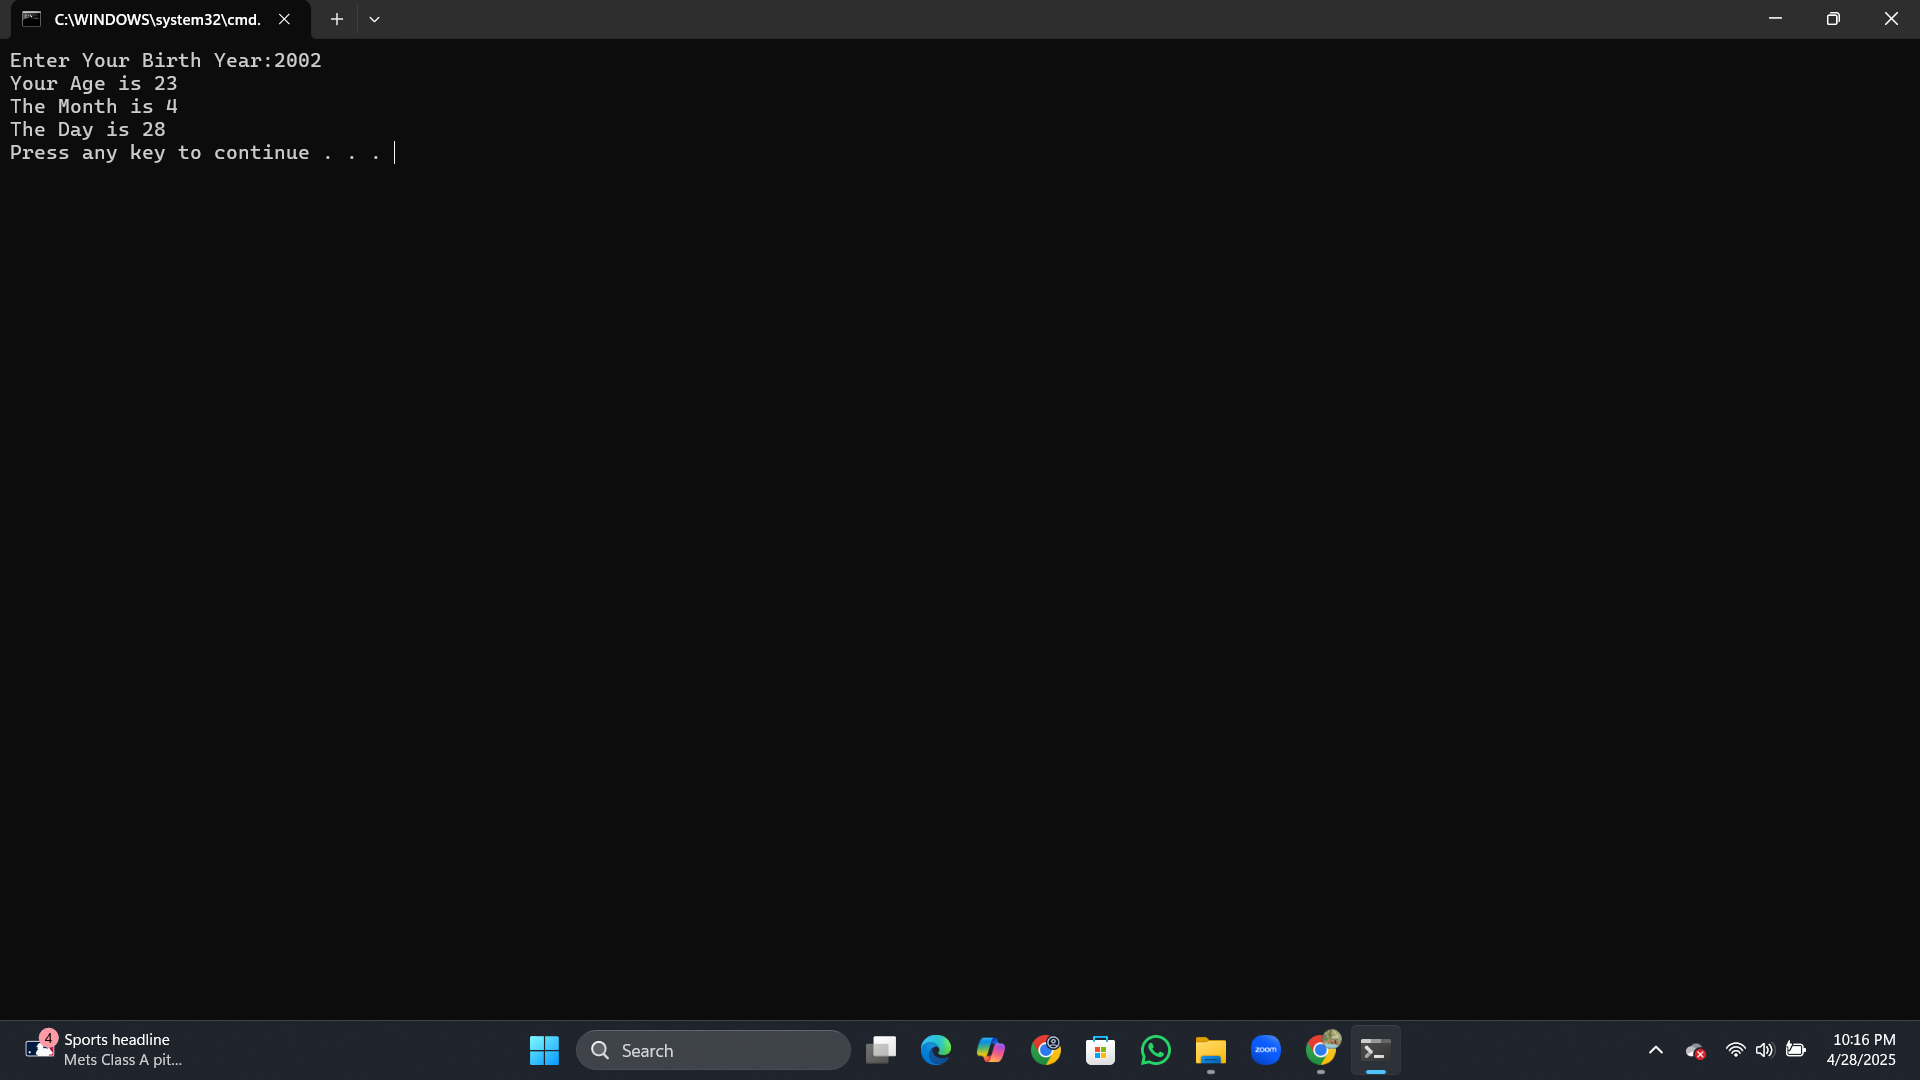 C:\WINDOWS\system32\cmd.
Enter Your Birth Year:2002
Your Age is 23
The Month is 4
The Day is 28
Press any key to continue . . .
4
Sports headline
Mets Class A pit...
Search
zoom
10:16 PM
4/28/2025